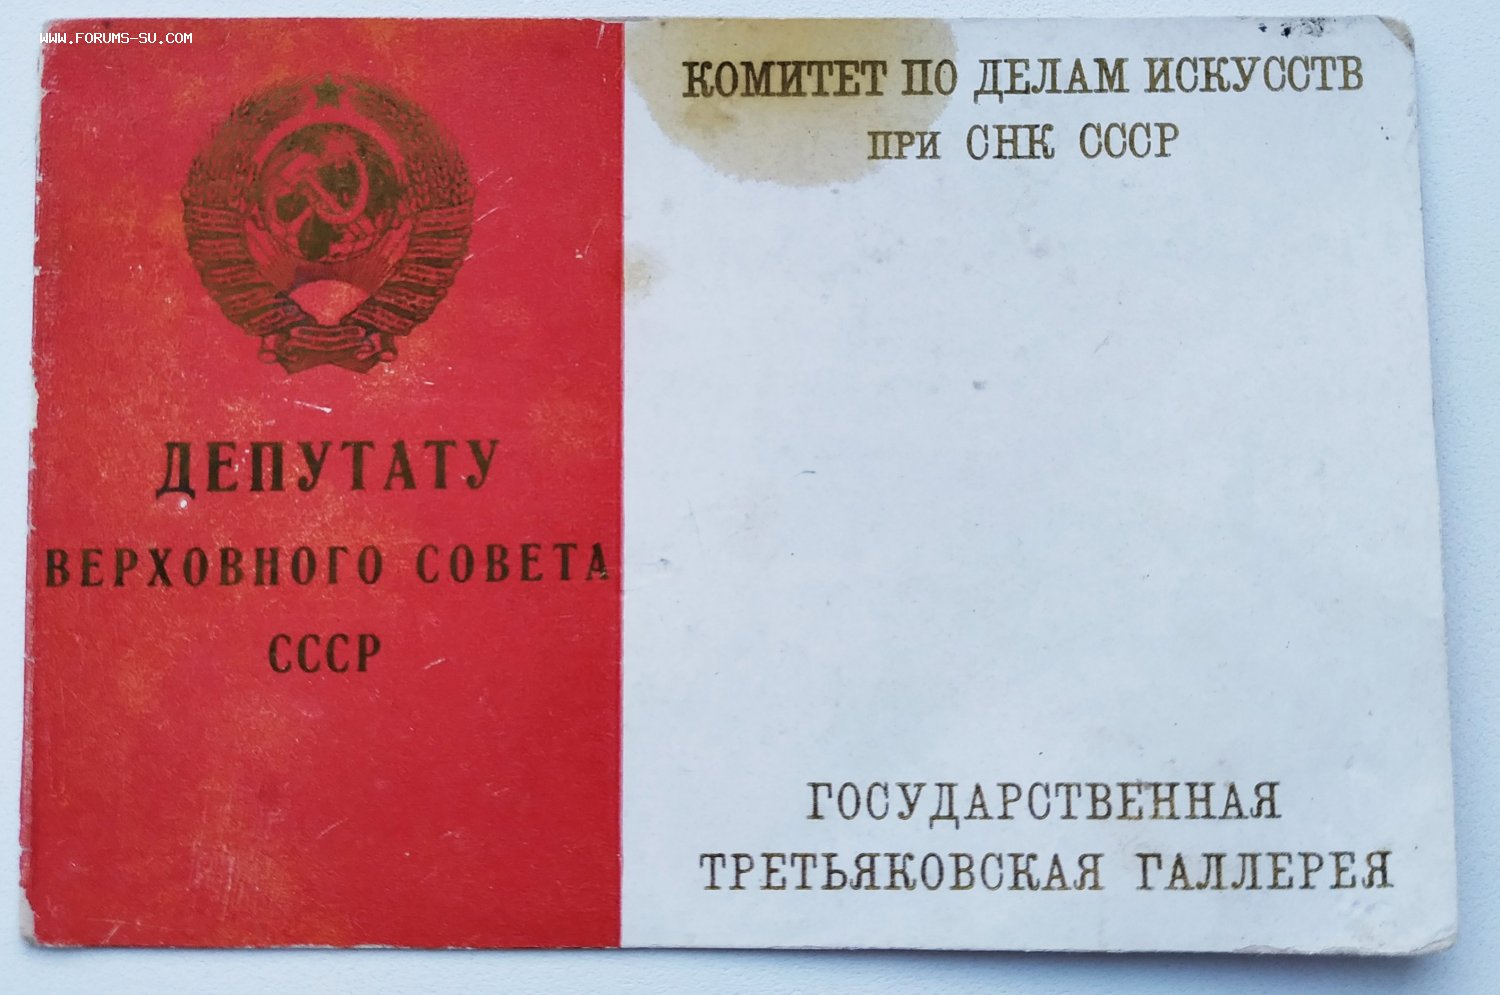 WWW.FORUMS-SU.COM
ДЕПУТАТУ
ВЕРХОВНОГО СОВЕТА
СССР
КОМИТЕТ ПО ДЕЛАМ ИСКУССТВ
ПРИ СНК СССР
ГОСУДАРСТВЕННАЯ
ТРЕТЬЯКОВСКАЯ ГАЛЛЕРЕЯ